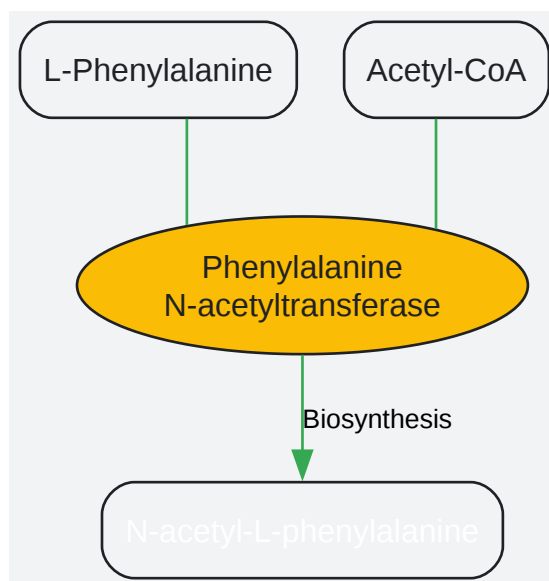 L-Phenylalanine
Acetyl-CoA
Phenylalanine
N-acetyltransferase
Biosynthesis
N-acetyl-L-phenylalanine